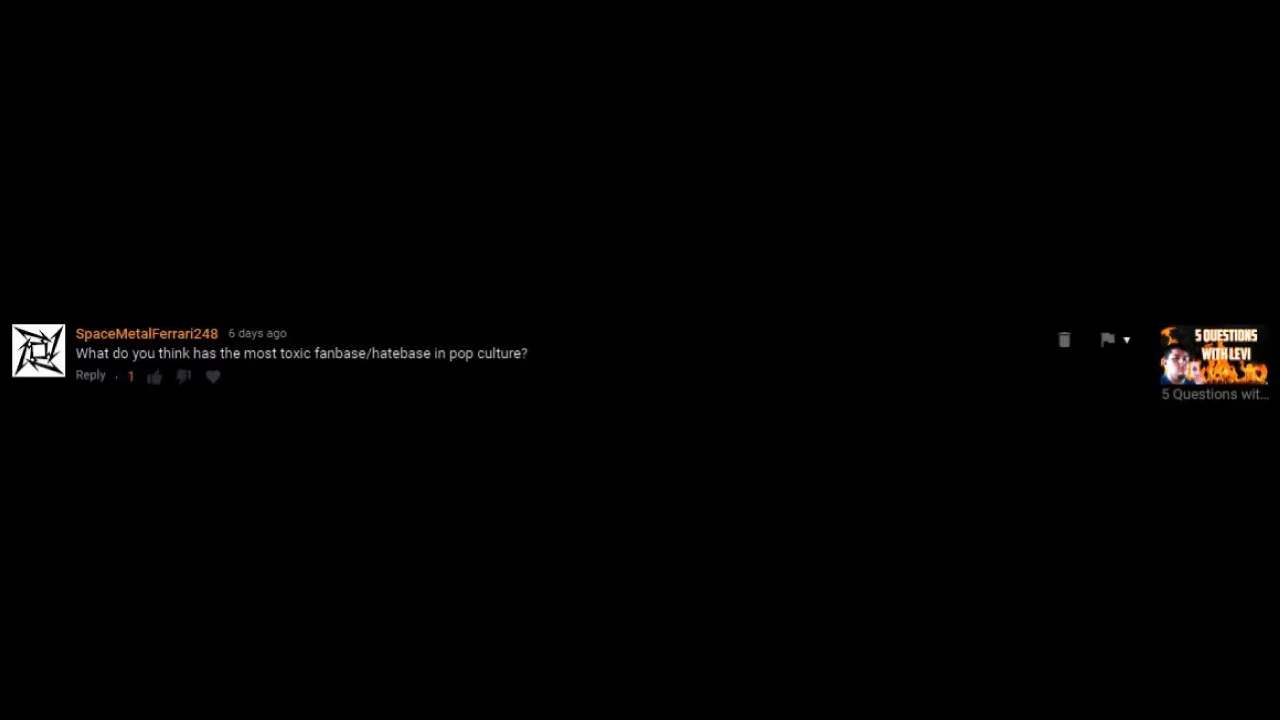 SpaceMetalFerrari248 6 days ago
What do you think has the most toxic fanbase/hatebase in pop culture?
Reply . 1
5 QUESTIONS
WITH LEVI
5 Questions wit...